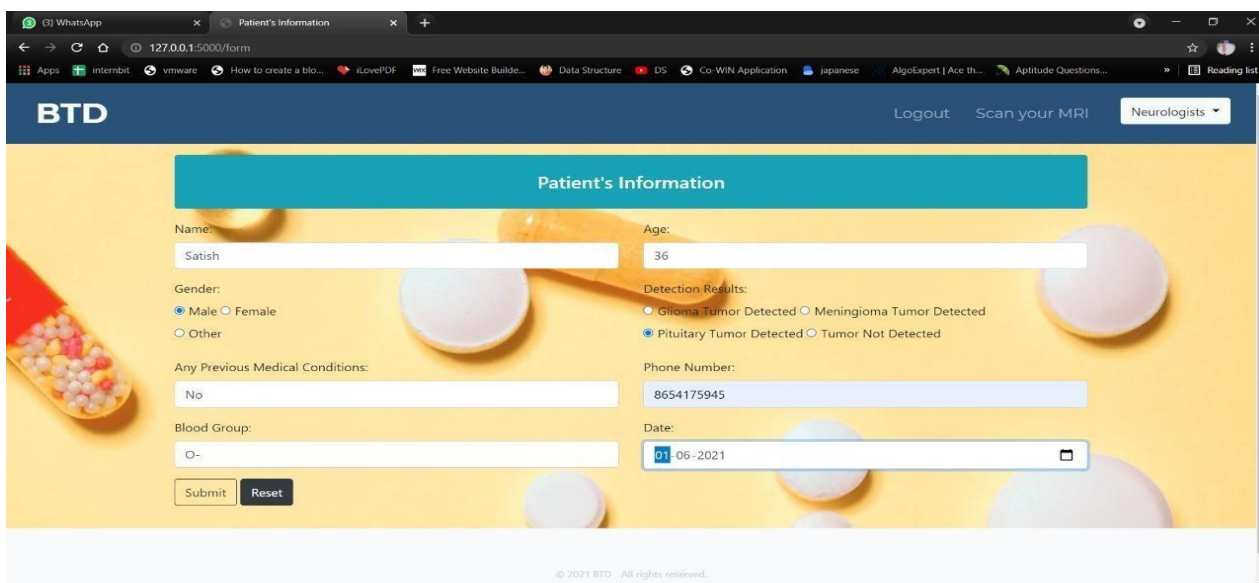 (3) WhatsApp
Patient's Information
127.0.0.1:5000/form
Apps internbit vmware How to create a blo... iLovePDF WIX Free Website Builde... Data Structure DS Co-WIN Application japanese AlgoExpert | Ace th... Aptitude Questions... » Reading list
BTD Logout Scan your MRI Neurologists
Patient's Information
Name: Age:
Satish 36
Gender: Detection Results:
Male Female Glioma Tumor Detected Meningioma Tumor Detected
Other Pituitary Tumor Detected Tumor Not Detected
Any Previous Medical Conditions: Phone Number:
No 8654175945
Blood Group: Date:
O- 01-06-2021
Submit Reset
© 2021 BTD All rights reserved.